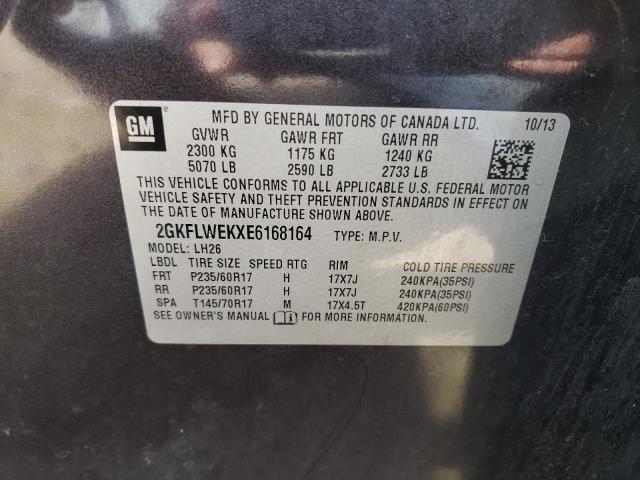 GM
MFD BY GENERAL MOTORS OF CANADA LTD. 10/13
GVWR GAWR FRT GAWR RR
2300 KG 1175 KG 1240 KG
5070 LB 2590 LB 2733 LB
THIS VEHICLE CONFORMS TO ALL APPLICABLE U.S. FEDERAL MOTOR
VEHICLE SAFETY AND THEFT PREVENTION STANDARDS IN EFFECT ON
THE DATE OF MANUFACTURE SHOWN ABOVE.
2GKFLWEKXE6168164 TYPE: M.P.V.
MODEL: LH26
LBDL TIRE SIZE SPEED RTG RIM COLD TIRE PRESSURE
FRT P235/60R17 H 17X7J 240KPA(35PSI)
RR P235/60R17 H 17X7J 240KPA(35PSI)
SPA T145/70R17 M 17X4.5T 420KPA(60PSI)
SEE OWNER'S MANUAL FOR MORE INFORMATION.